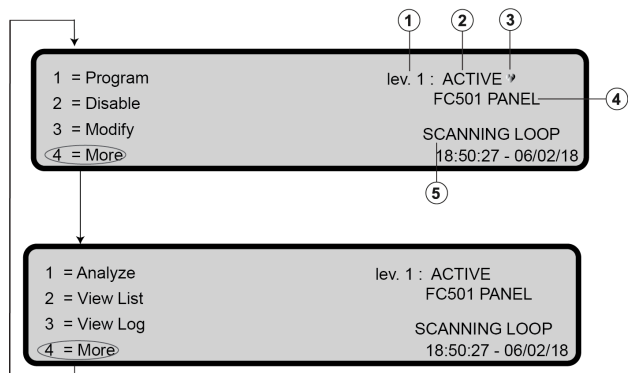 1 2 3
1 = Program lev. 1 : ACTIVE
2 = Disable FC501 PANEL 4
3 = Modify SCANNING LOOP
4 = More 18:50:27 - 06/02/18
5
1 = Analyze lev. 1 : ACTIVE
2 = View List FC501 PANEL
3 = View Log SCANNING LOOP
4 = More 18:50:27 - 06/02/18